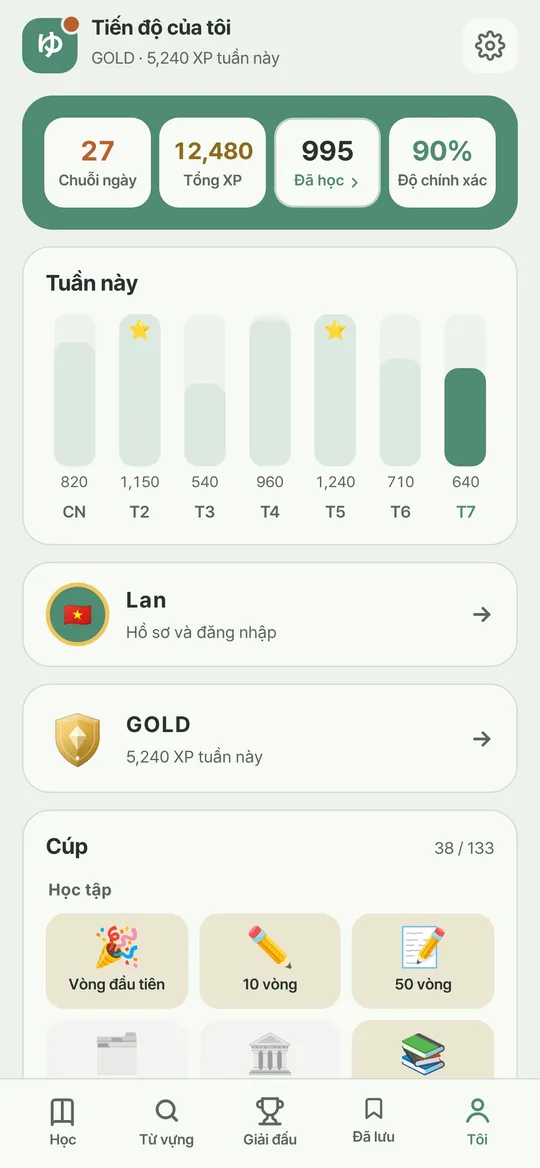 ゆ
Tiến độ của tôi
GOLD · 5,240 XP tuần này
27
Chuỗi ngày
12,480
Tổng XP
995
Đã học ›
90%
Độ chính xác
Tuần này
820 1,150 540 960 1,240 710 640
CN T2 T3 T4 T5 T6 T7
Lan
Hồ sơ và đăng nhập
GOLD
5,240 XP tuần này
Cúp
38 / 133
Học tập
Vòng đầu tiên
10 vòng
50 vòng
Học
Từ vựng
Giải đấu
Đã lưu
Tôi